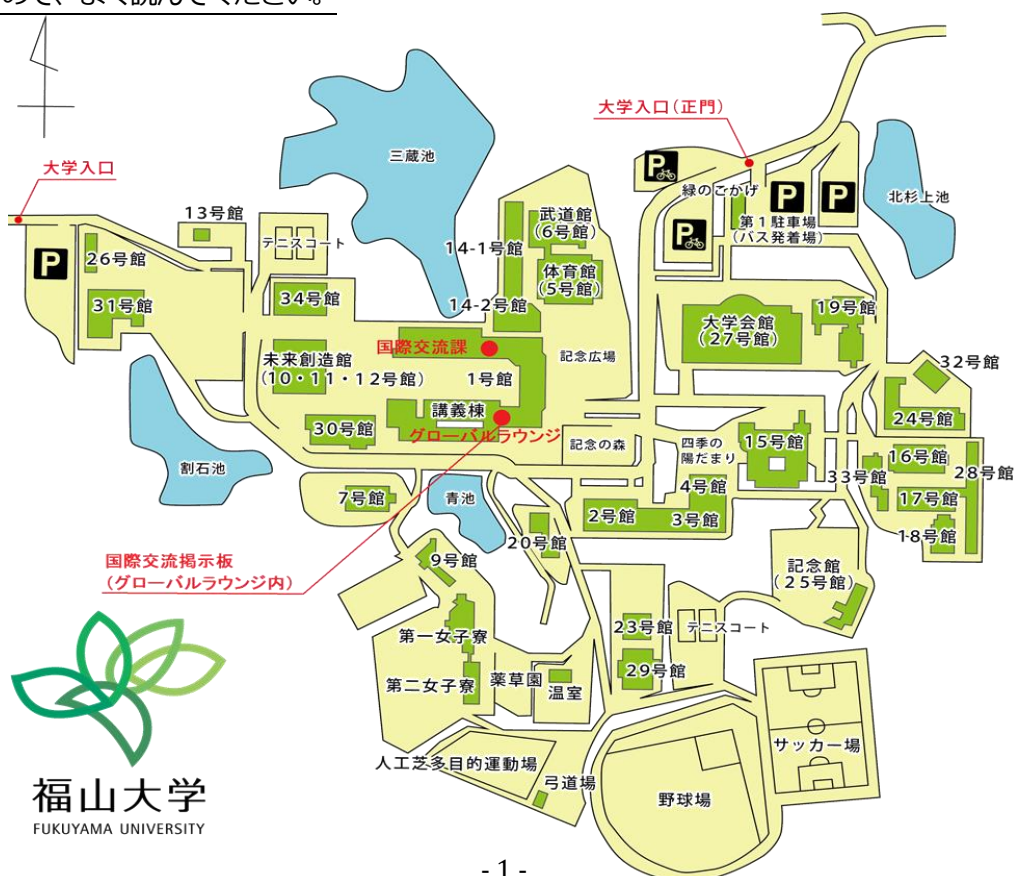 ので、よく読んでください。
大学入口(正門)
三蔵池
大学入口
P
緑のこかげ
P
P
北杉上池
13号館
武道館
(6号館)
第1駐車場
(バス発着場)
P
テニスコート
14-1号館
P
26号館
体育館
(5号館)
31号館
34号館
14-2号館
19号館
大学会館
(27号館)
国際交流課
記念広場
未来創造館
(10・11・12号館)
1号館
32号館
講義棟
24号館
30号館
グローバルラウンジ
記念の森
四季の
陽だまり
15号館
16号館
割石池
33号館
28号館
7号館
青池
4号館
17号館
2号館
3号館
18号館
20号館
国際交流掲示板
(グローバルラウンジ内)
9号館
記念館
(25号館)
第一女子寮
23号館
テニスコート
29号館
第二女子寮
薬草園
温室
サッカー場
人工芝多目的運動場
弓道場
野球場
福山大学
FUKUYAMA UNIVERSITY
- 1 -